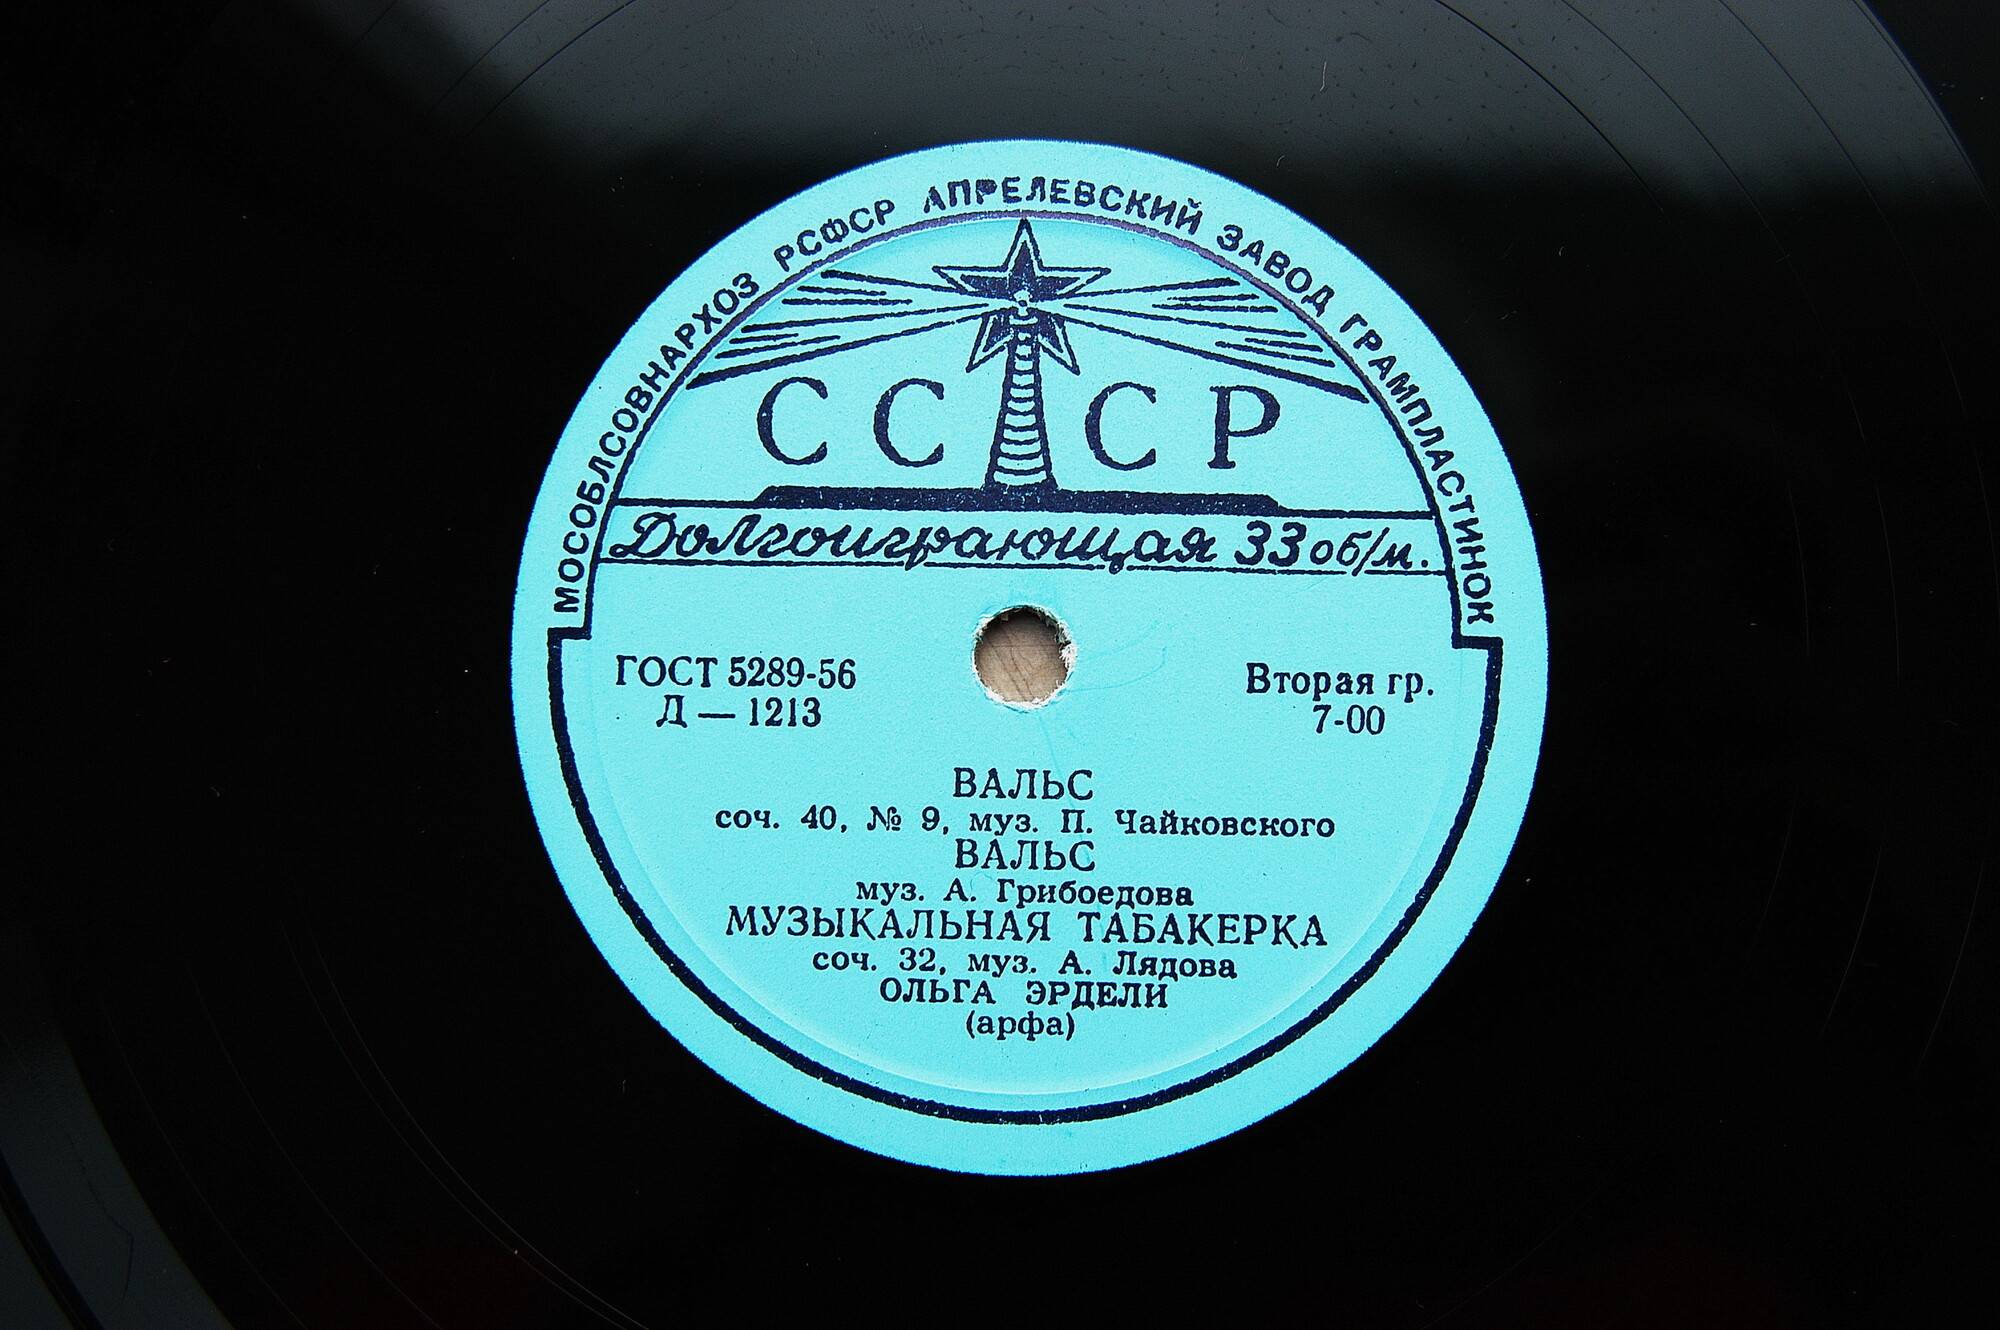 МОСОБЛСОВНАРХОЗ РСФСР АПРЕЛЕВСКИЙ ЗАВОД ГРАМПЛАСТИНОК
СССР
Долгоиграющая 33 об/м.
ГОСТ 5289-56
Д — 1213
Вторая гр.
7-00
ВАЛЬС
соч. 40, № 9, муз. П. Чайковского
ВАЛЬС
муз. А. Грибоедова
МУЗЫКАЛЬНАЯ ТАБАКЕРКА
соч. 32, муз. А. Лядова
ОЛЬГА ЭРДЕЛИ
(арфа)